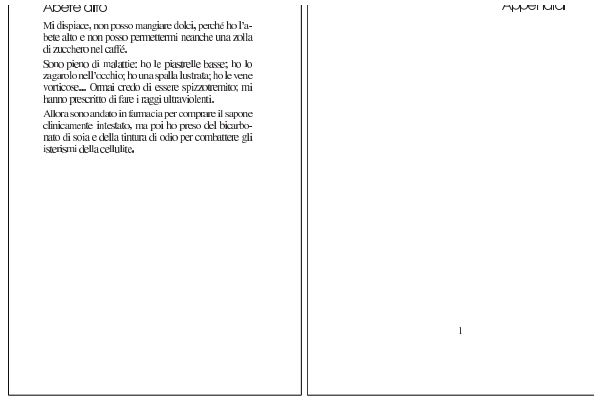 Abete alto
Mi dispiace, non posso mangiare dolci, perché ho l'a-
bete alto e non posso permettermi neanche una zolla
di zucchero nel caffé.
Sono pieno di malattie: ho le piastrelle basse; ho lo
zagarolo nell'occhio; ho una spalla lustrata; ho le vene
vorticose... Ormai credo di essere spizzotremito; mi
hanno prescritto di fare i raggi ultraviolenti.
Allora sono andato in farmacia per comprare il sapone
clinicamente intestato, ma poi ho preso del bicarbo-
nato di soia e della tintura di odio per combattere gli
isterismi della cellulite.
1